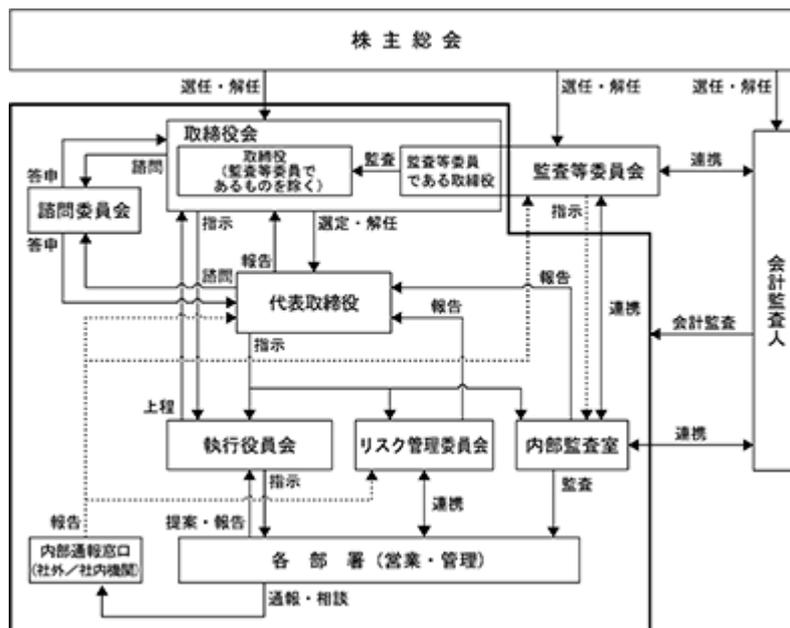 株主総会
選任・解任
選任・解任
選任・解任
取締役会
取締役
(監査等委員で
あるものを除く)
監査
監査等委員
である取締役
監査等委員会
連携
答申
諮問
諮問委員会
答申
諮問
指示
報告
選定・解任
指示
報告
連携
会計監査人
会計監査
代表取締役
報告
指示
上程
執行役員会
リスク管理委員会
内部監査室
連携
指示
監査
報告
提案・報告
連携
内部通報窓口
(社外/社内機関)
各部署(営業・管理)
通報・相談